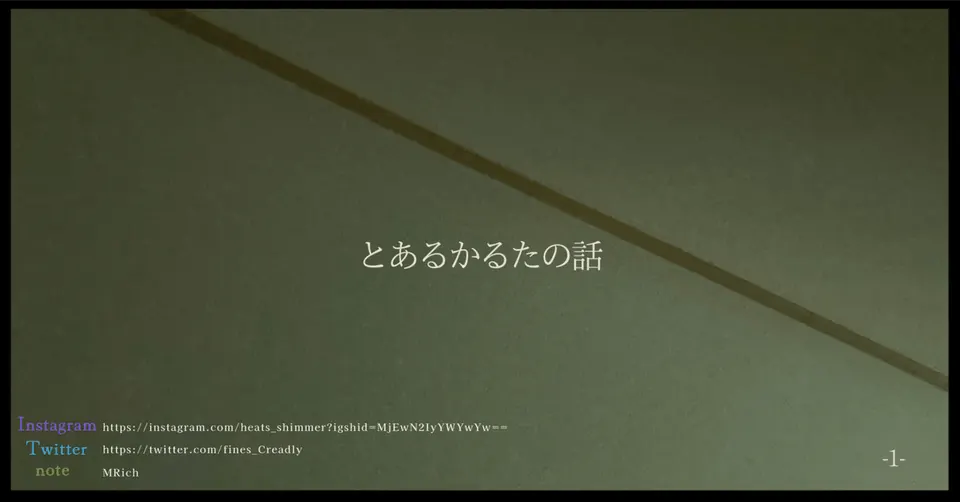 とあるかるたの話
Instagram https://instagram.com/heats_shimmer?igshid=MjEwN2IyYWYwYw==
Twitter https://twitter.com/fines_Creadly
note MRich
-1-